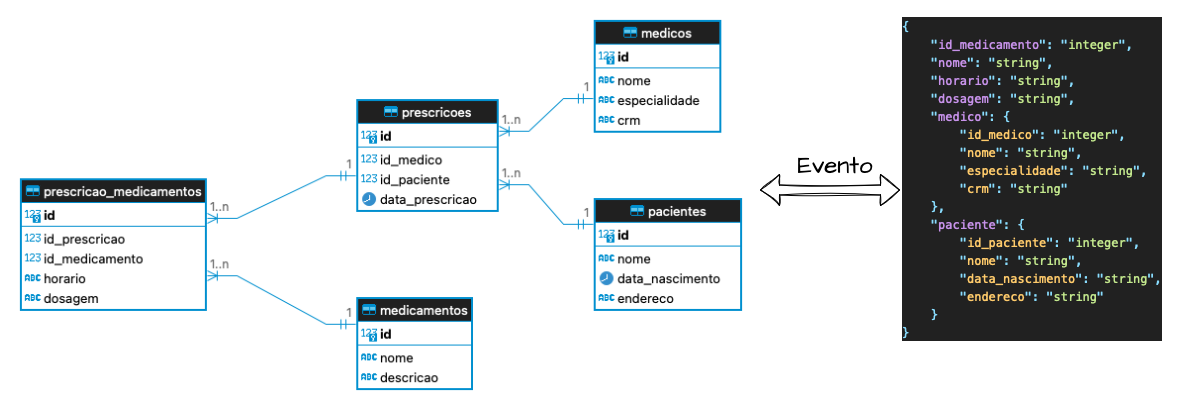 prescricao_medicamentos
123 id
123 id_prescricao
123 id_medicamento
ABC horario
ABC dosagem
1..n
1
1..n
1
prescricoes
123 id
123 id_medico
123 id_paciente
data_prescricao
medicamentos
123 id
ABC nome
ABC descricao
1..n
1
1..n
1
medicos
123 id
ABC nome
ABC especialidade
ABC crm
pacientes
123 id
ABC nome
data_nascimento
ABC endereco
Evento
{
"id_medicamento": "integer",
"nome": "string",
"horario": "string",
"dosagem": "string",
"medico": {
"id_medico": "integer",
"nome": "string",
"especialidade": "string",
"crm": "string"
},
"paciente": {
"id_paciente": "integer",
"nome": "string",
"data_nascimento": "string",
"endereco": "string"
}
}